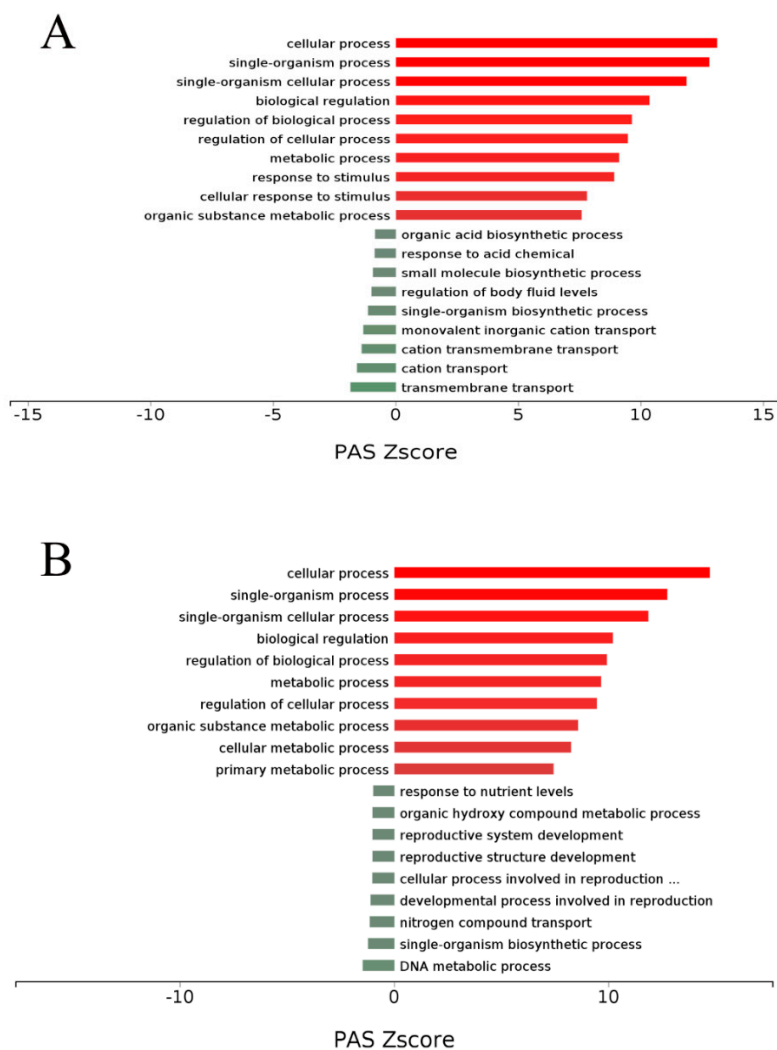 A
cellular process
single-organism process
single-organism cellular process
biological regulation
regulation of biological process
regulation of cellular process
metabolic process
response to stimulus
cellular response to stimulus
organic substance metabolic process
organic acid biosynthetic process
response to acid chemical
small molecule biosynthetic process
regulation of body fluid levels
single-organism biosynthetic process
monovalent inorganic cation transport
cation transmembrane transport
cation transport
transmembrane transport
-15 -10 -5 0 5 10 15
PAS Zscore
B
cellular process
single-organism process
single-organism cellular process
biological regulation
regulation of biological process
metabolic process
regulation of cellular process
organic substance metabolic process
cellular metabolic process
primary metabolic process
response to nutrient levels
organic hydroxy compound metabolic process
reproductive system development
reproductive structure development
cellular process involved in reproduction ...
developmental process involved in reproduction
nitrogen compound transport
single-organism biosynthetic process
DNA metabolic process
-10 0 10
PAS Zscore